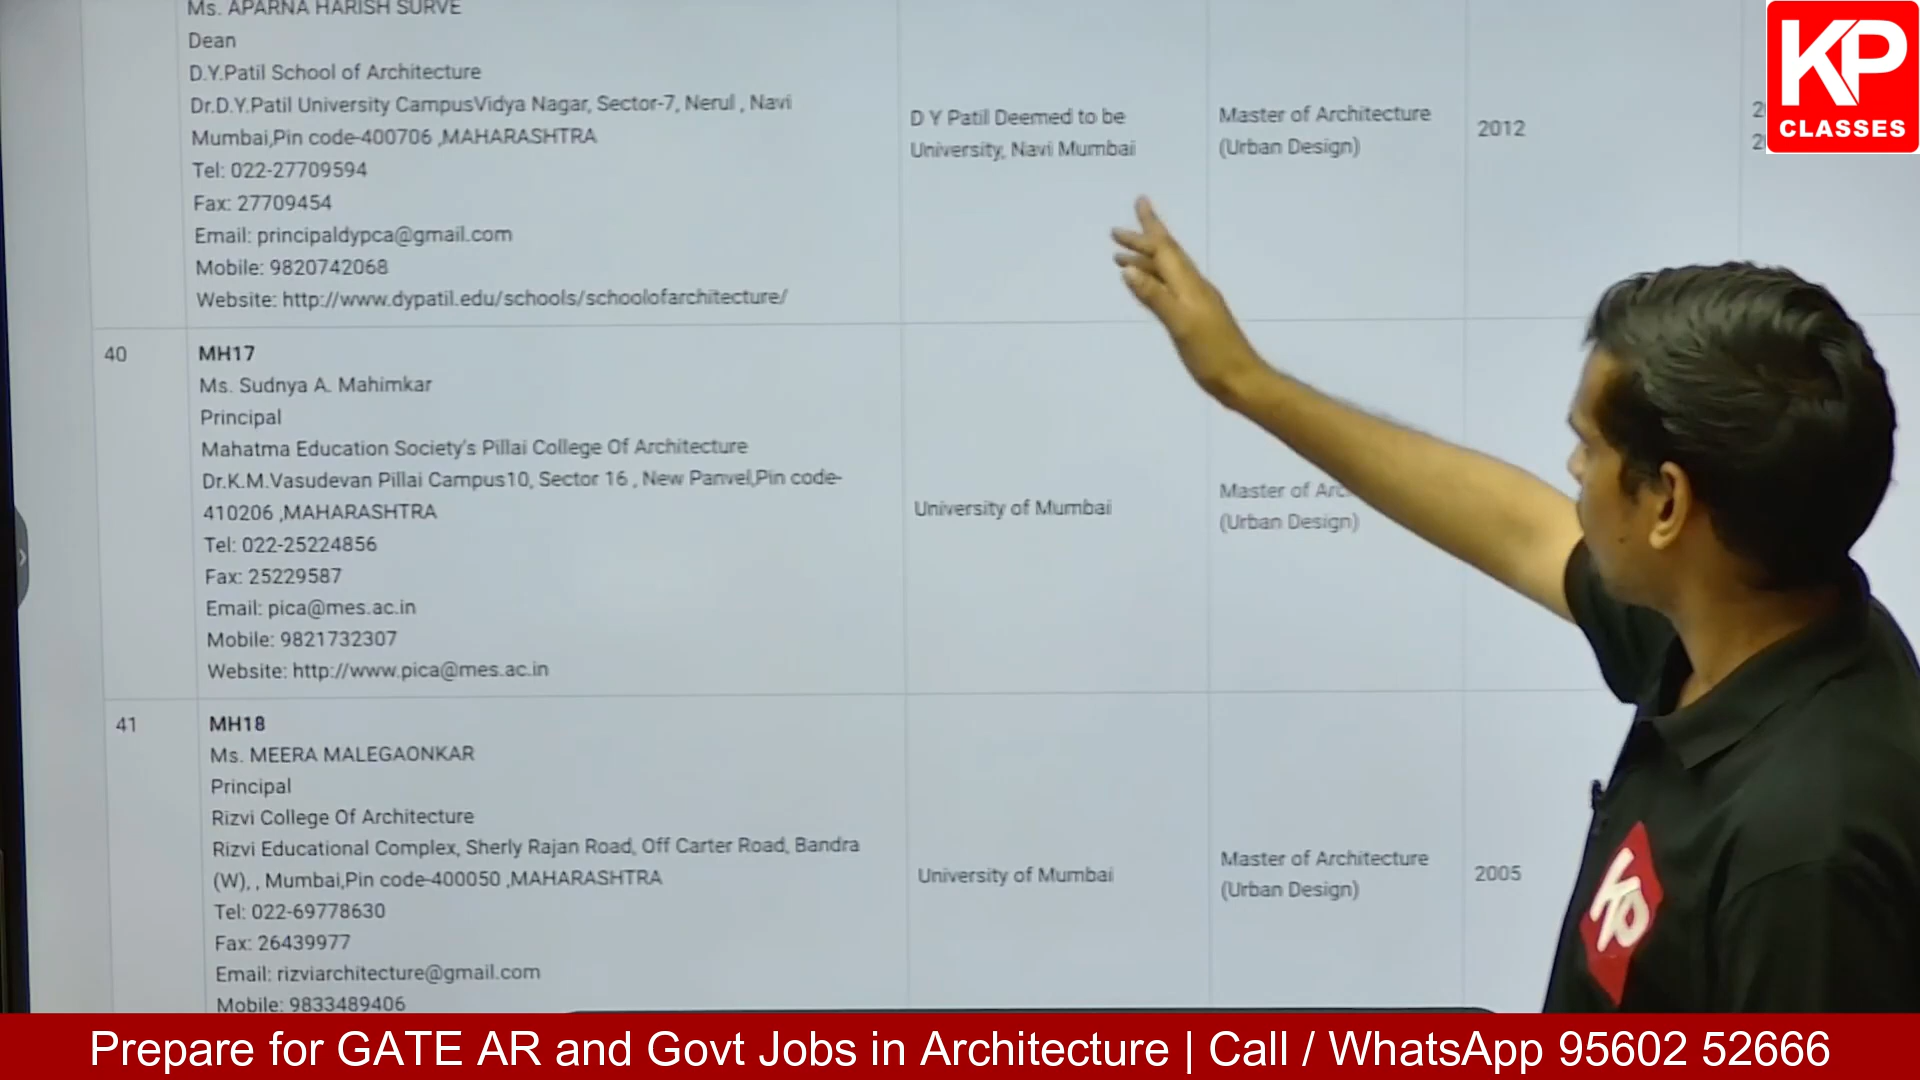 Ms. APARNA HARISH SURVE
Dean
D.Y.Patil School of Architecture
Dr.D.Y.Patil University CampusVidya Nagar, Sector-7, Nerul , Navi
Mumbai,Pin code-400706 ,MAHARASHTRA
Tel: 022-27709594
Fax: 27709454
Email: principaldypca@gmail.com
Mobile: 9820742068
Website: http://www.dypatil.edu/schools/schoolofarchitecture/
D Y Patil Deemed to be
University, Navi Mumbai
Master of Architecture
(Urban Design)
2012
40
MH17
Ms. Sudnya A. Mahimkar
Principal
Mahatma Education Society's Pillai College Of Architecture
Dr.K.M.Vasudevan Pillai Campus10, Sector 16 , New Panvel,Pin code-
410206 ,MAHARASHTRA
Tel: 022-25224856
Fax: 25229587
Email: pica@mes.ac.in
Mobile: 9821732307
Website: http://www.pica@mes.ac.in
University of Mumbai
Master of
(Urban Design)
41
MH18
Ms. MEERA MALEGAONKAR
Principal
Rizvi College Of Architecture
Rizvi Educational Complex, Sherly Rajan Road, Off Carter Road, Bandra
(W), , Mumbai,Pin code-400050 ,MAHARASHTRA
Tel: 022-69778630
Fax: 26439977
Email: rizviarchitecture@gmail.com
Mobile: 9833489406
University of Mumbai
Master of Architecture
(Urban Design)
2005
KP
CLASSES
KP
Prepare for GATE AR and Govt Jobs in Architecture | Call / WhatsApp 95602 52666